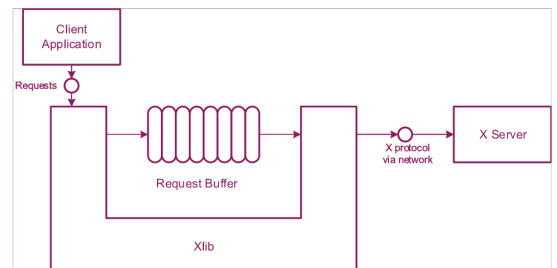 Client
Application
Requests
Request Buffer
X protocol
via network
X Server
Xlib